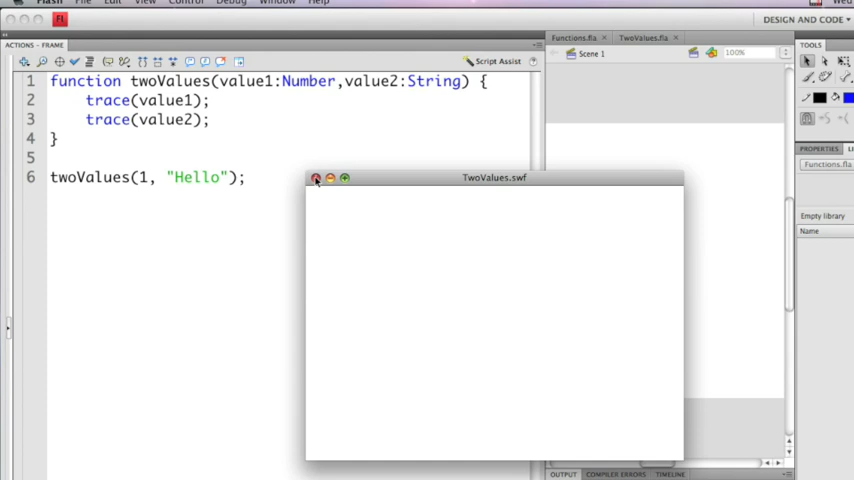 Flash File Edit View Control Debug Window Help
Fl
DESIGN AND CODE
ACTIONS - FRAME
Functions.fla
TwoValues.fla
TOOLS
Script Assist
Scene 1
100%
1 function twoValues(value1:Number,value2:String) {
2 trace(value1);
3 trace(value2);
4 }
5
6 twoValues(1, "Hello");
TwoValues.swf
PROPERTIES
Functions.fla
Empty library
Name
OUTPUT
COMPILER ERRORS
TIMELINE